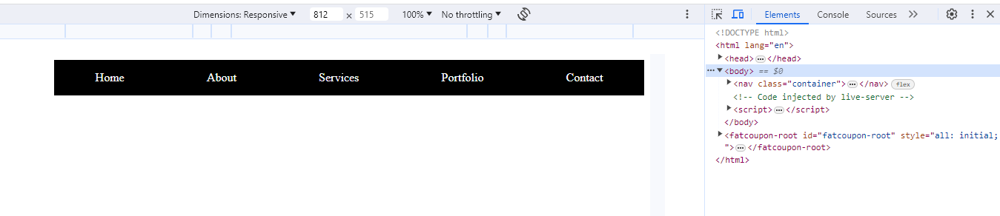 Dimensions: Responsive ▼ 812 × 515 100% ▼ No throttling ▼
Elements Console Sources
Home About Services Portfolio Contact
<!DOCTYPE html>
<html lang="en">
<head> ••• </head>
••• <body> == $0
<nav class="container"> ••• </nav> flex
<!-- Code injected by live-server -->
<script> ••• </script>
</body>
<fatcoupon-root id="fatcoupon-root" style="all: initial;
"> ••• </fatcoupon-root>
</html>